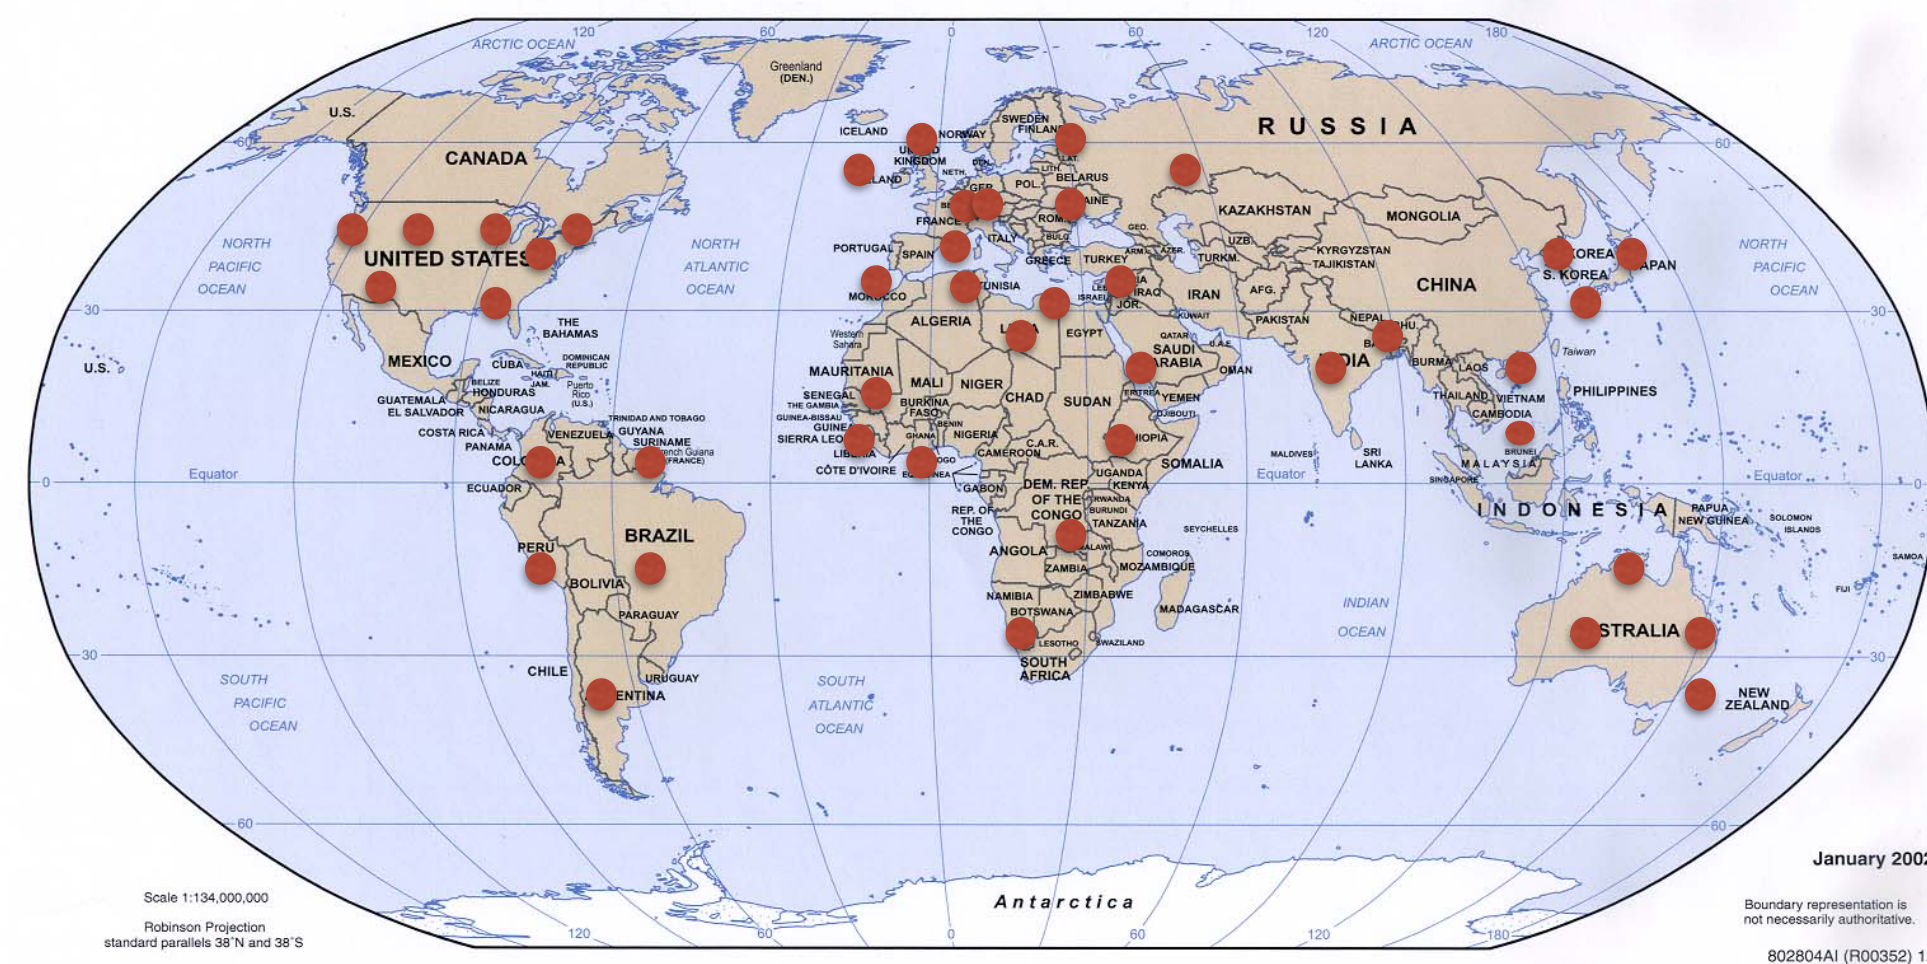 120
60
0
60
120
180
ARCTIC OCEAN
ARCTIC OCEAN
Greenland
(DEN.)
U.S.
ICELAND
NORWAY
SWEDEN
FINLAND
RUSSIA
60
60
CANADA
KINGDOM
DEN.
NETH.
LAT.
LITH.
BELARUS
POL.
GER.
FRANCE
ROM.
BULG.
ITALY
KAZAKHSTAN
MONGOLIA
NORTH
PACIFIC
OCEAN
UNITED STATES
NORTH
ATLANTIC
OCEAN
PORTUGAL
SPAIN
GREECE
TURKEY
GEO.
ARM.
AZER.
UZB.
TURKM.
KYRGYZSTAN
TAJIKISTAN
CHINA
KOREA
S. KOREA
NORTH
PACIFIC
OCEAN
MOROCCO
TUNISIA
ISRAEL
JOR.
IRAQ
IRAN
AFG.
KUWAIT
PAKISTAN
NEPAL
BHU.
30
30
THE
BAHAMAS
Western
Sahara
ALGERIA
EGYPT
QATAR
U.A.E.
SAUDI
ARABIA
OMAN
BURMA
LAOS
Taiwan
U.S.
MEXICO
CUBA
HAITI
DOMINICAN
REPUBLIC
JAM.
Puerto
Rico
(U.S.)
BELIZE
HONDURAS
GUATEMALA
EL SALVADOR
NICARAGUA
COSTA RICA
PANAMA
TRINIDAD AND TOBAGO
VENEZUELA
GUYANA
SURINAME
French Guiana
(FRANCE)
MAURITANIA
MALI
NIGER
CHAD
SUDAN
ERITREA
YEMEN
DJIBOUTI
SENEGAL
THE GAMBIA
GUINEA-BISSAU
GUINEA
SIERRA LEO
LIBERIA
CÔTE D'IVOIRE
BURKINA
FASO
GHANA
BENIN
NIGERIA
C.A.R.
CAMEROON
SOMALIA
THAILAND
VIETNAM
CAMBODIA
PHILIPPINES
MALDIVES
SRI
LANKA
BRUNEI
MALAYSIA
SINGAPORE
0
Equator
Equator
Equator
0
ECUADOR
GABON
REP. OF
THE
CONGO
DEM. REP.
OF THE
CONGO
UGANDA
KENYA
RWANDA
BURUNDI
TANZANIA
SEYCHELLES
INDONESIA
PAPUA
NEW GUINEA
SOLOMON
ISLANDS
PERU
BRAZIL
BOLIVIA
PARAGUAY
ANGOLA
ZAMBIA
MALAWI
COMOROS
MOZAMBIQUE
SAMOA
FIJI
NAMIBIA
ZIMBABWE
BOTSWANA
MADAGASCAR
INDIAN
OCEAN
LESOTHO
SWAZILAND
SOUTH
AFRICA
30
30
SOUTH
PACIFIC
OCEAN
CHILE
URUGUAY
SOUTH
ATLANTIC
OCEAN
NEW
ZEALAND
60
60
January 2002
Antarctica
Scale 1:134,000,000
Robinson Projection
standard parallels 38°N and 38°S
Boundary representation is
not necessarily authoritative.
120
60
0
60
120
180
802804AI (R00352) 1